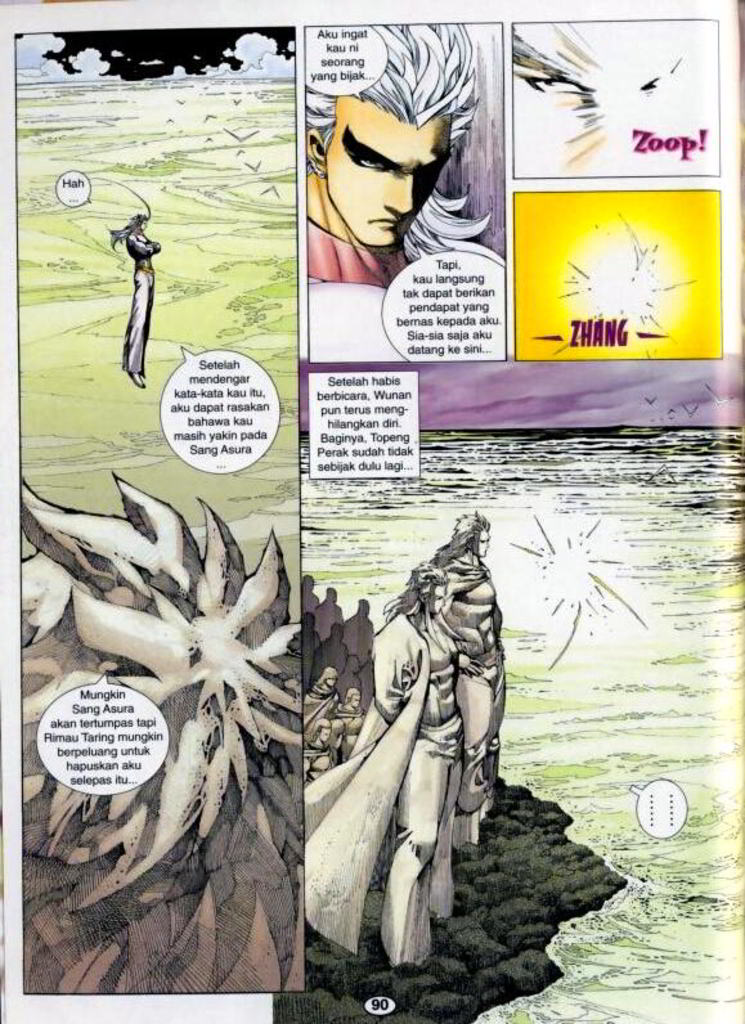 Hah
...
Setelah
mendengar
kata-kata kau itu,
aku dapat rasakan
bahawa kau
masih yakin pada
Sang Asura
...
Mungkin
Sang Asura
akan tertumpas tapi
Rimau Taring mungkin
berpeluang untuk
hapuskan aku
selepas itu...
Aku ingat
kau ni
seorang
yang bijak...
Tapi,
kau langsung
tak dapat berikan
pendapat yang
bernas kepada aku.
Sia-sia saja aku
datang ke sini...
Zoop!
ZHANG
Setelah habis
berbicara, Wunan
pun terus meng-
hilangkan diri.
Baginya, Topeng
Perak sudah tidak
sebijak dulu lagi...
......
90